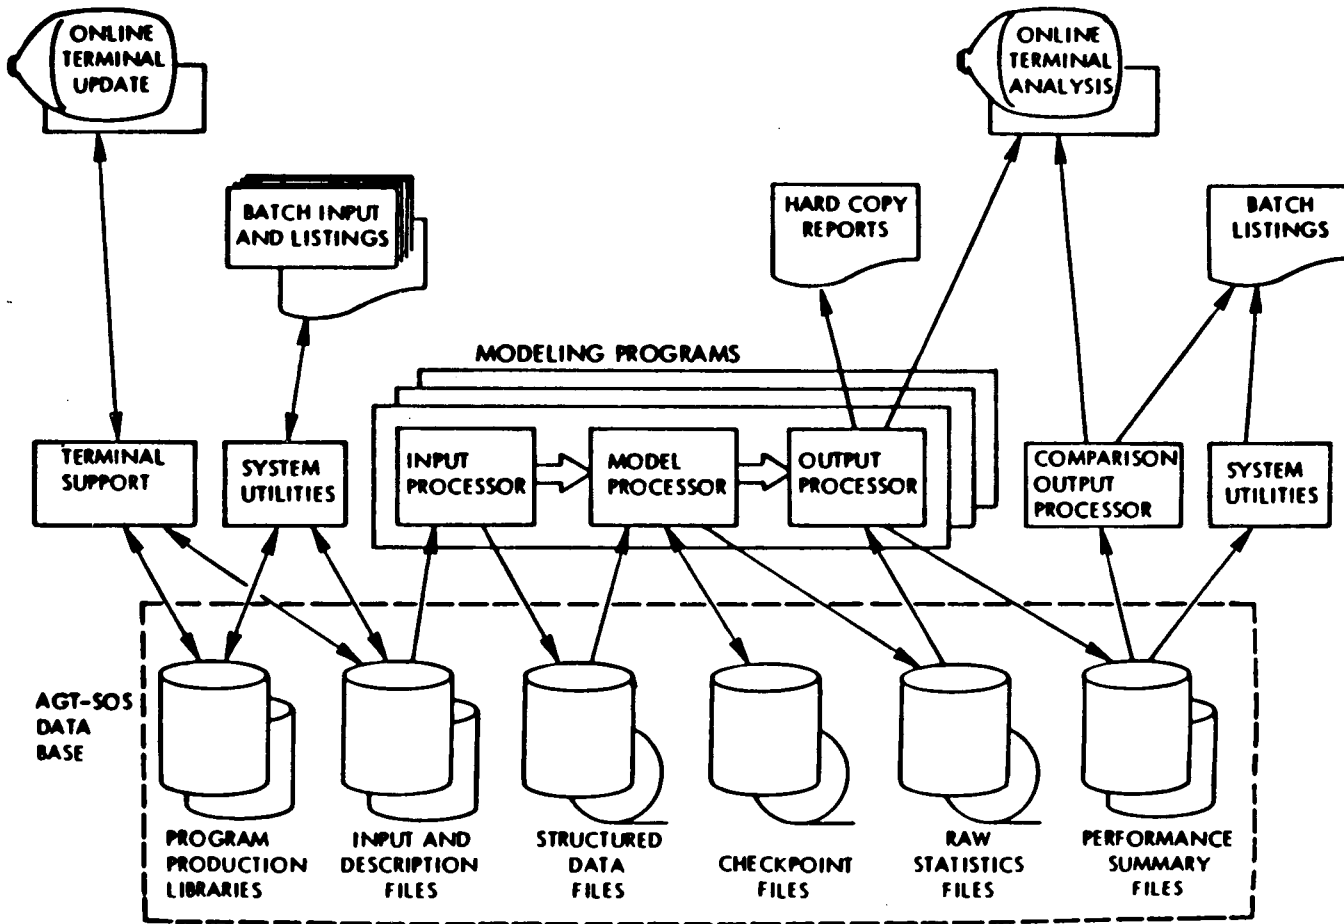 ONLINE
TERMINAL
UPDATE
ONLINE
TERMINAL
ANALYSIS
BATCH INPUT
AND LISTINGS
HARD COPY
REPORTS
BATCH
LISTINGS
MODELING PROGRAMS
TERMINAL
SUPPORT
SYSTEM
UTILITIES
INPUT
PROCESSOR
MODEL
PROCESSOR
OUTPUT
PROCESSOR
COMPARISON
OUTPUT
PROCESSOR
SYSTEM
UTILITIES
AGT-SOS
DATA
BASE
PROGRAM
PRODUCTION
LIBRARIES
INPUT AND
DESCRIPTION
FILES
STRUCTURED
DATA
FILES
CHECKPOINT
FILES
RAW
STATISTICS
FILES
PERFORMANCE
SUMMARY
FILES